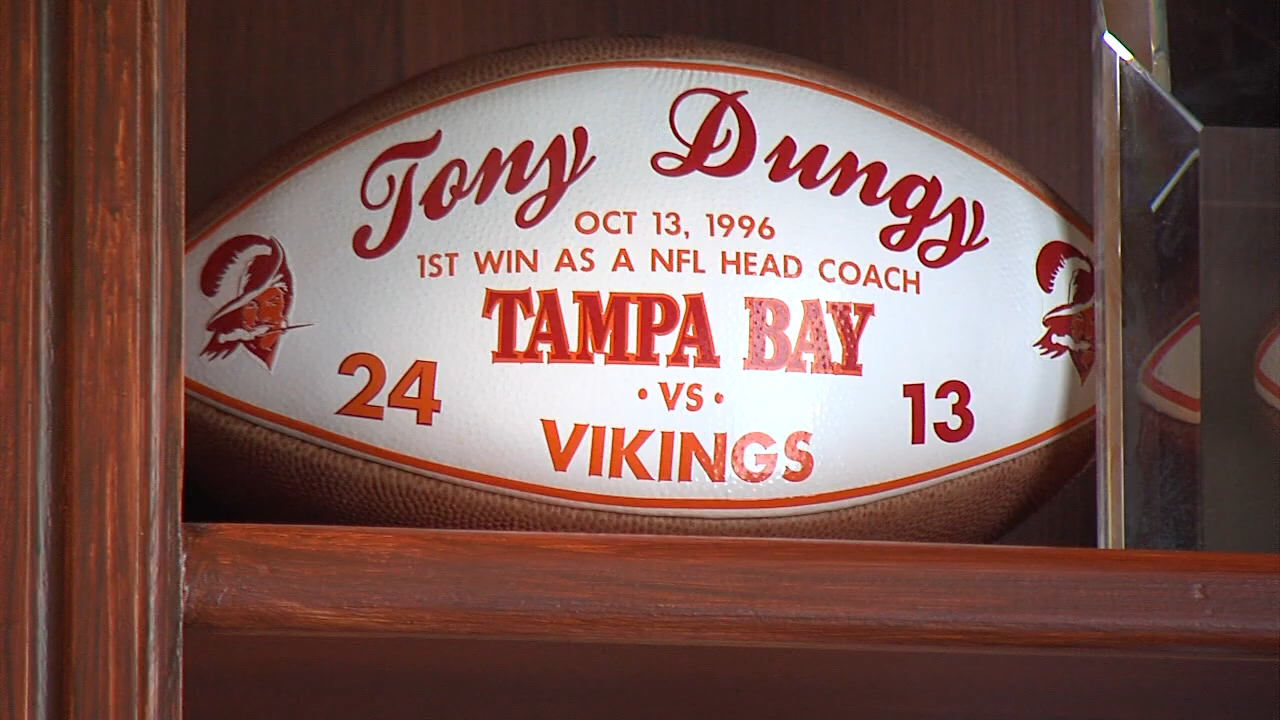 Tony Dungy
OCT 13, 1996
1ST WIN AS A NFL HEAD COACH
TAMPA BAY
24 • VS • 13
VIKINGS